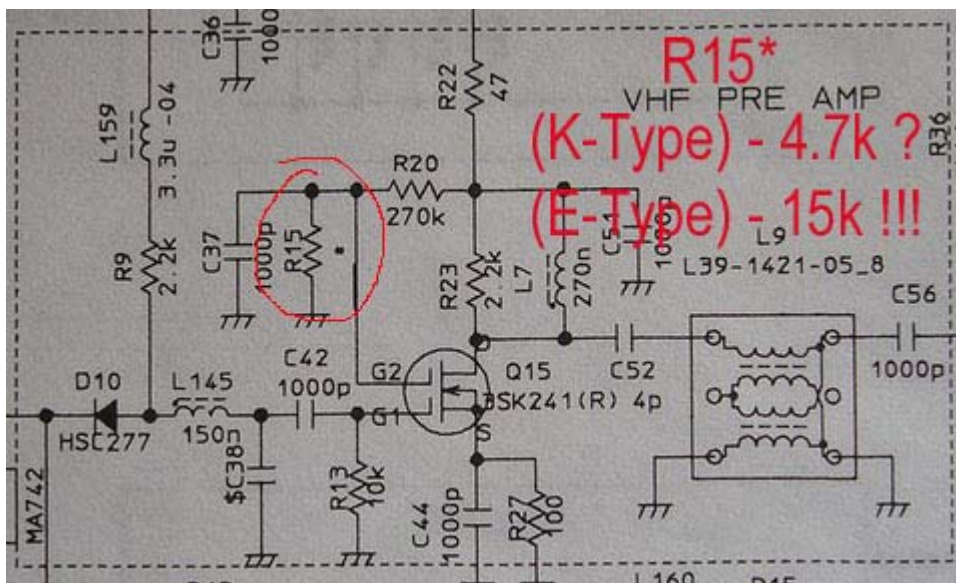 C36
1000
R22
47
R15*
VHF PRE AMP
(K-Type) - 4.7k ?
(E-Type) - 15k !!!
R36
L159
3.3u -04
R20
270k
C37
1000p
R15
*
R9
2.2k
R23
2.2k
L7
270n
C51
1000p
L9
L39-1421-05_8
C56
1000p
D10
HSC277
L145
150n
C42
1000p
G2
G1
D
S
Q15
3SK241(R)
4p
C52
MA742
$C38
R13
10k
C44
1000p
R27
100
L160